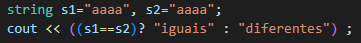 string s1="aaaa", s2="aaaa";
cout << ((s1==s2)? "iguais" : "diferentes") ;